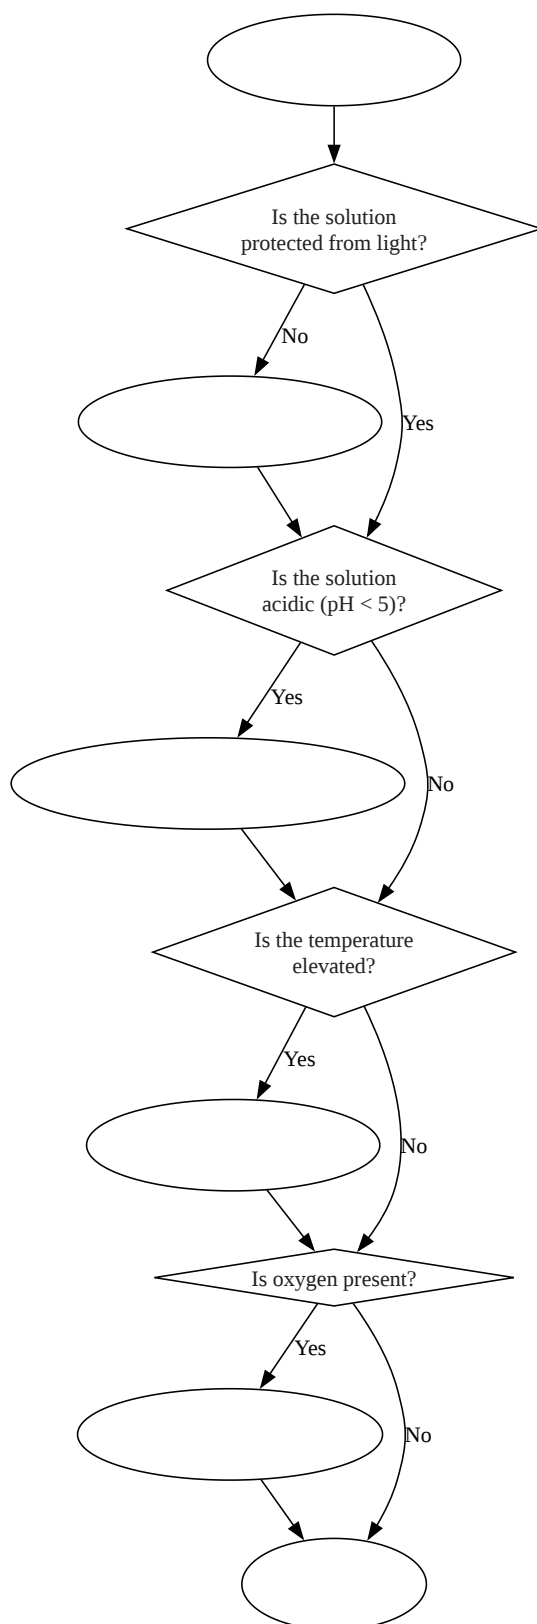 Is the solution
protected from light?
No
Yes
Is the solution
acidic (pH < 5)?
Yes
No
Is the temperature
elevated?
Yes
No
Is oxygen present?
Yes
No